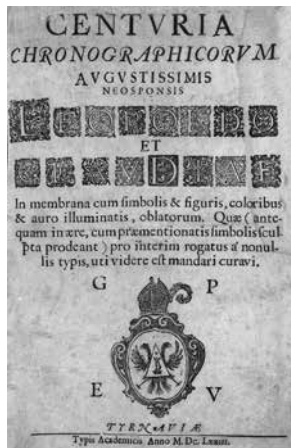 CENTVRIA
CHRONOGRAPHICORVM.
AVGVSTISSIMIS
NEOSPONSIS
LEOPOLDO
ET
CLAVDIAE
In membrana cum simbolis & figuris, coloribus
& auro illuminatis, oblatorum. Quæ ( ante-
quam in ære, cum præmentionatis simbolis scul-
pta prodeant ) pro interim rogatus a nonul-
lis typis, uti videre est mandari curavi.
G P
E V
TYRNAVIÆ
Typis Academicis Anno M. Dc. Lxxiii.